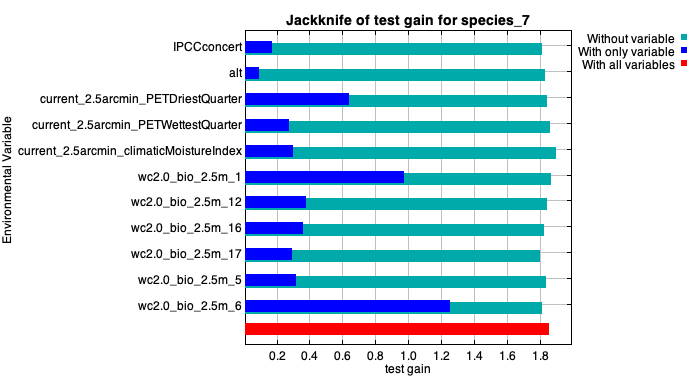 Jackknife of test gain for species_7
Without variable
With only variable
With all variables
Environmental Variable
IPCCconcert
alt
current_2.5arcmin_PETDriestQuarter
current_2.5arcmin_PETWettestQuarter
current_2.5arcmin_climaticMoistureIndex
wc2.0_bio_2.5m_1
wc2.0_bio_2.5m_12
wc2.0_bio_2.5m_16
wc2.0_bio_2.5m_17
wc2.0_bio_2.5m_5
wc2.0_bio_2.5m_6
0.2 0.4 0.6 0.8 1.0 1.2 1.4 1.6 1.8
test gain